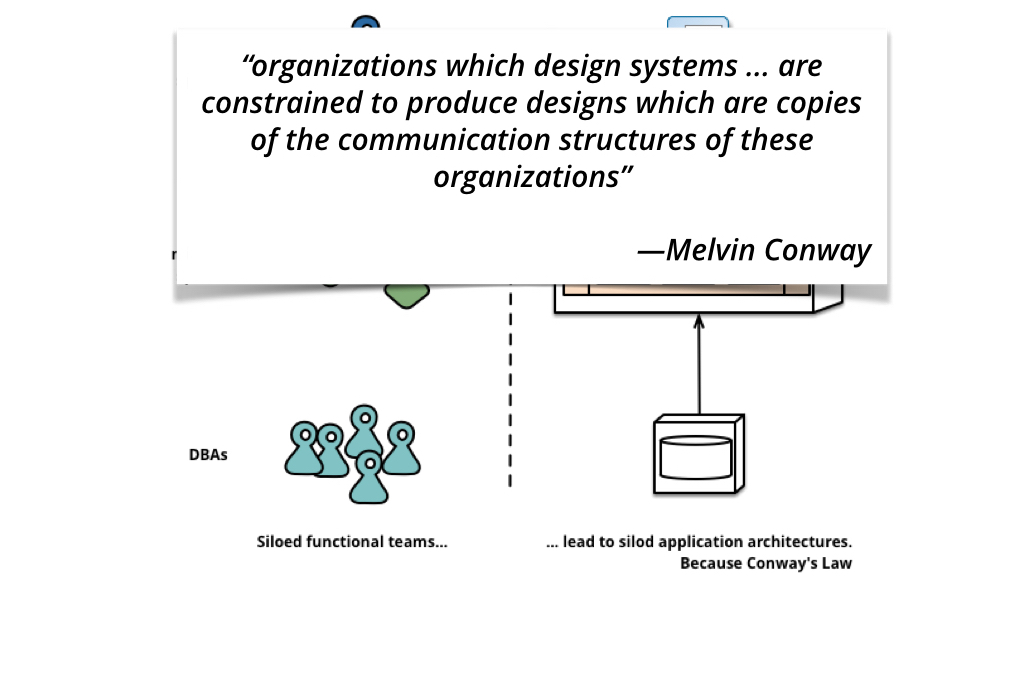 “organizations which design systems ... are
constrained to produce designs which are copies
of the communication structures of these
organizations”
—Melvin Conway
DBAs
Siloed functional teams...
... lead to silod application architectures.
Because Conway's Law